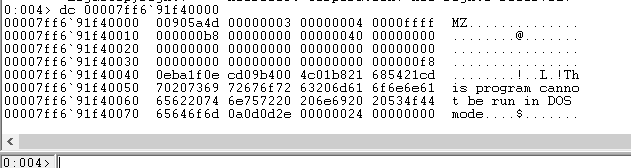 0:004> dc 00007ff6`91f40000
00007ff6`91f40000  00905a4d 00000003 00000004 0000ffff  MZ..............
00007ff6`91f40010  000000b8 00000000 00000040 00000000  ........@.......
00007ff6`91f40020  00000000 00000000 00000000 00000000  ................
00007ff6`91f40030  00000000 00000000 00000000 000000f8  ................
00007ff6`91f40040  0eba1f0e cd09b400 4c01b821 685421cd  ........!..L.!Th
00007ff6`91f40050  70207369 72676f72 63206d61 6f6e6e61  is program canno
00007ff6`91f40060  65622074 6e757220 206e6920 20534f44  t be run in DOS 
00007ff6`91f40070  65646f6d 0a0d0d2e 00000024 00000000  mode....$.......
0:004>